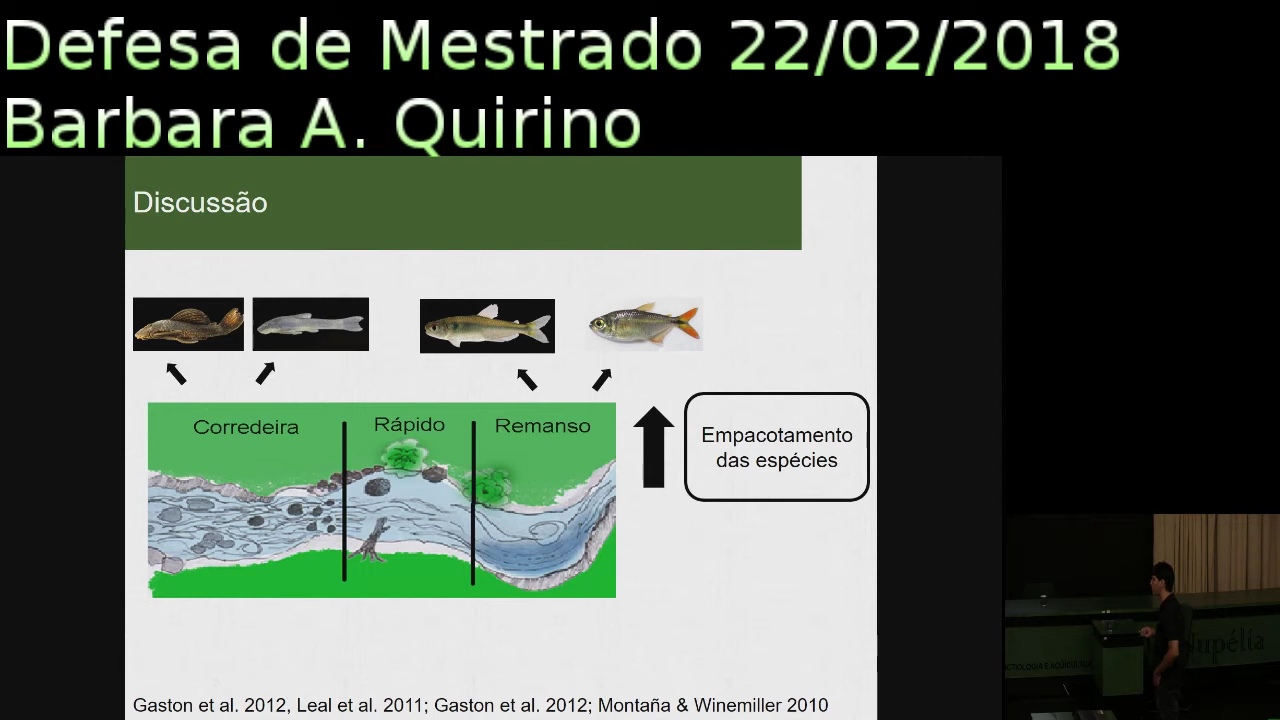 Defesa de Mestrado 22/02/2018
Barbara A. Quirino
Discussão
Corredeira
Rápido
Remanso
Empacotamento
das espécies
Gaston et al. 2012, Leal et al. 2011; Gaston et al. 2012; Montaña & Winemiller 2010
Nupélia